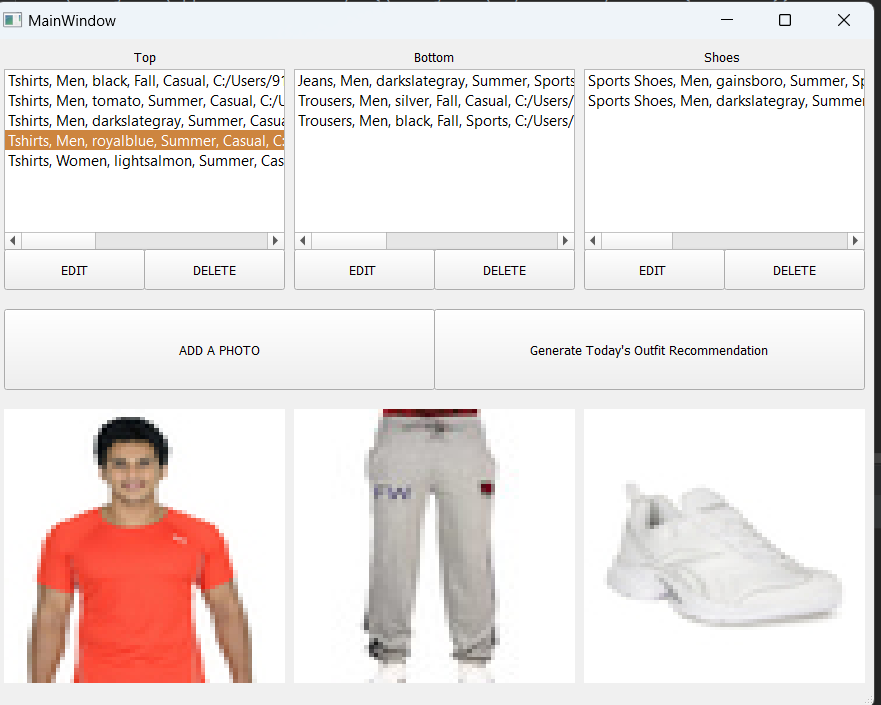 MainWindow
Top
Bottom
Shoes
Tshirts, Men, black, Fall, Casual, C:/Users/91
Tshirts, Men, tomato, Summer, Casual, C:/U
Tshirts, Men, darkslategray, Summer, Casua
Tshirts, Men, royalblue, Summer, Casual, C:
Tshirts, Women, lightsalmon, Summer, Cas
Jeans, Men, darkslategray, Summer, Sports
Trousers, Men, silver, Fall, Casual, C:/Users/
Trousers, Men, black, Fall, Sports, C:/Users/
Sports Shoes, Men, gainsboro, Summer, Sp
Sports Shoes, Men, darkslategray, Summer
EDIT
DELETE
EDIT
DELETE
EDIT
DELETE
ADD A PHOTO
Generate Today's Outfit Recommendation
FW